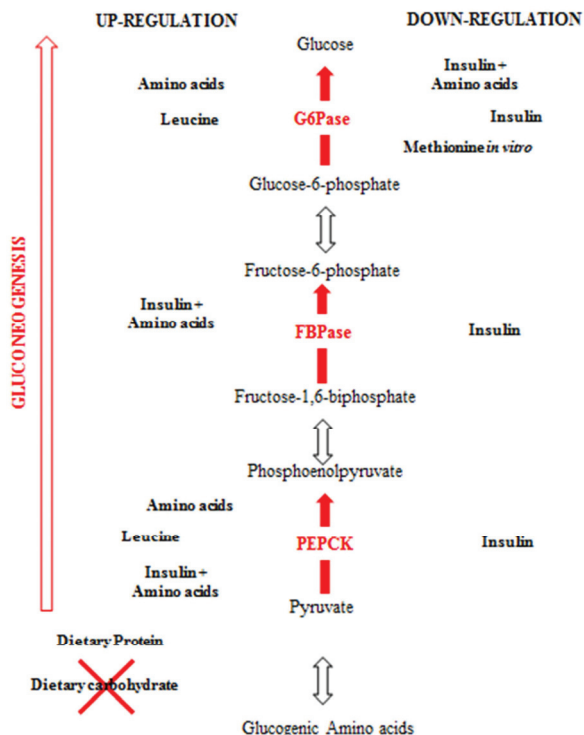 UP-REGULATION
DOWN-REGULATION
Glucose
Amino acids
Insulin+
Amino acids
Leucine
G6Pase
Insulin
Methionine in vitro
Glucose-6-phosphate
Fructose-6-phosphate
Insulin+
Amino acids
FBPase
Insulin
Fructose-1,6-biphosphate
Phosphoenolpyruvate
Amino acids
Leucine
PEPCK
Insulin
Insulin+
Amino acids
Pyruvate
GLUCONEOGENESIS
Dietary Protein
Dietary carbohydrate
Glucogenic Amino acids